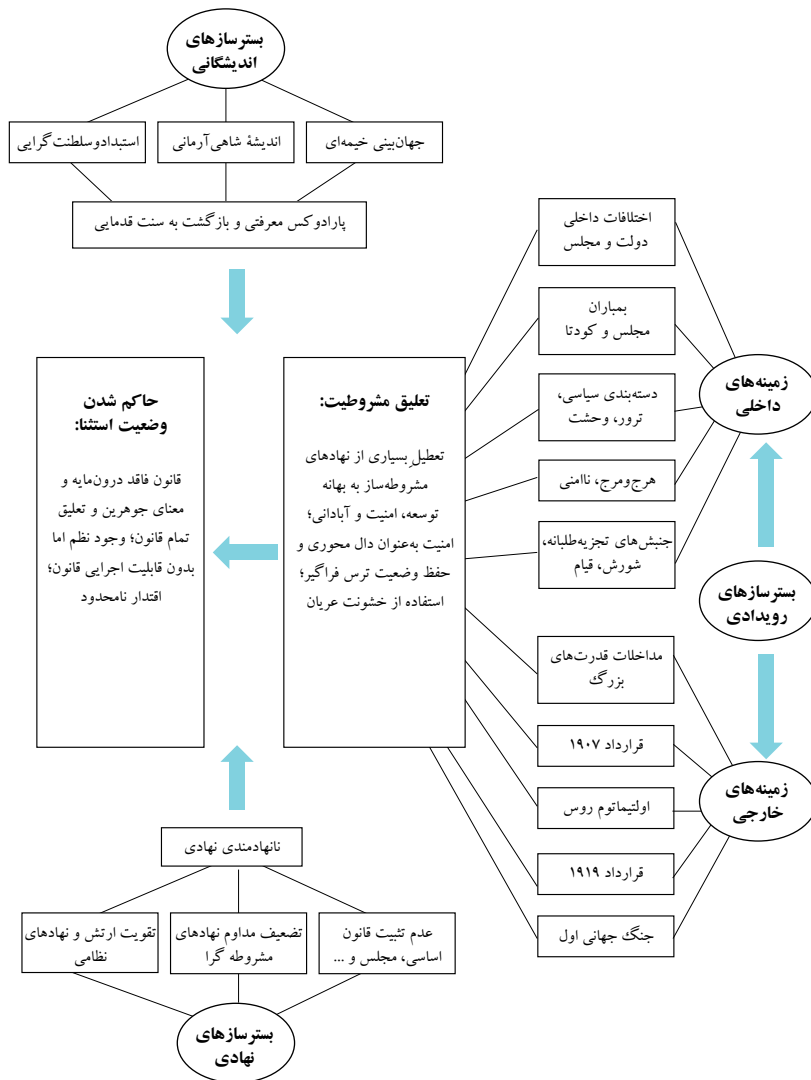 بسترسازهای
اندیشگانی
جهان‌بینی خیمه‌ای
اندیشهٔ شاهی‌آرمانی
استبدادوسلطنت‌گرایی
پارادوکس معرفتی و بازگشت به سنت قدمایی
اختلافات داخلی
دولت و مجلس
بمباران
مجلس و کودتا
دسته‌بندی سیاسی،
ترور، وحشت
هرج‌ومرج، ناامنی
جنبش‌های تجزیه‌طلبانه،
شورش، قیام
زمینه‌های
داخلی
بسترسازهای
رویدادی
زمینه‌های
خارجی
مداخلات قدرت‌های
بزرگ
قرارداد ۱۹۰۷
اولتیماتوم روس
قرارداد ۱۹۱۹
جنگ جهانی اول
تعلیق مشروطیت:
تعطیلِ بسیاری از نهادهای
مشروطه‌ساز به بهانه
توسعه، امنیت و آبادانی؛
امنیت به‌عنوان دال محوری و
حفظ وضعیت ترس فراگیر؛
استفاده از خشونت عریان
حاکم شدن
وضعیت استثنا:
قانون فاقد درون‌مایه و
معنای جوهرین و تعلیق
تمام قانون؛ وجود نظم اما
بدون قابلیت اجرایی قانون؛
اقتدار نامحدود
نانهادمندی نهادی
عدم تثبیت قانون
اساسی، مجلس و ...
تضعیف مداوم نهادهای
مشروطه گرا
تقویت ارتش و نهادهای
نظامی
بسترسازهای
نهادی